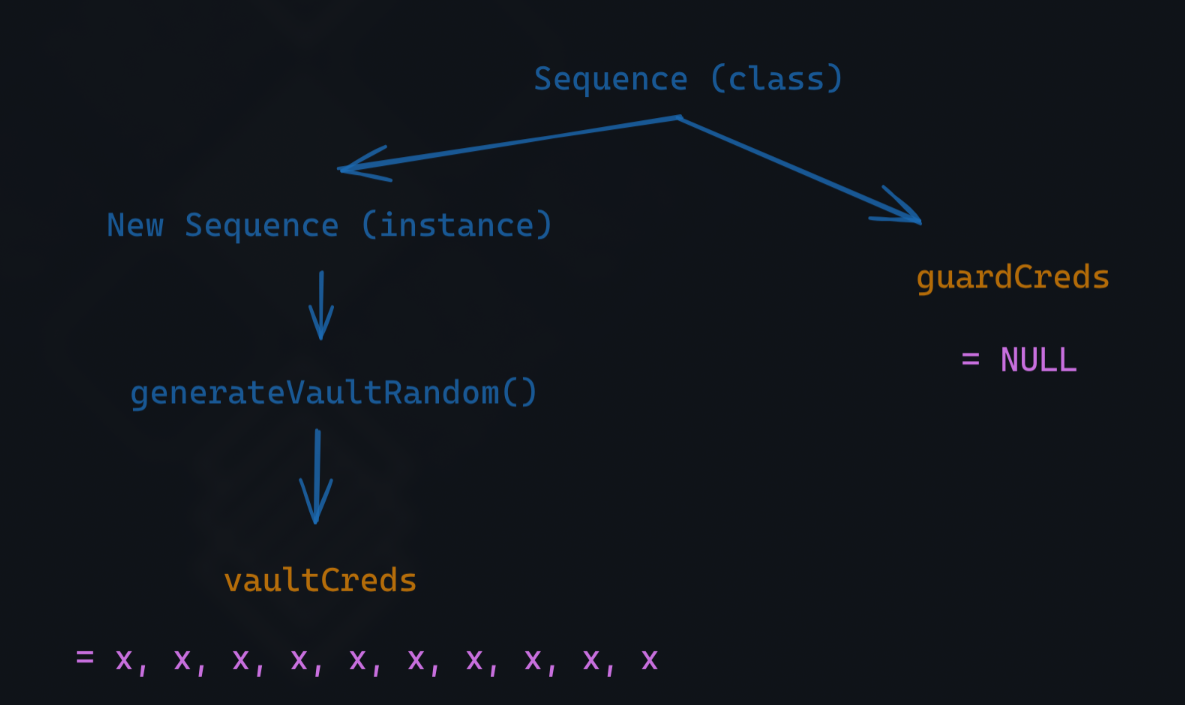 Sequence (class)
New Sequence (instance)
guardCreds
= NULL
generateVaultRandom()
vaultCreds
= x, x, x, x, x, x, x, x, x, x